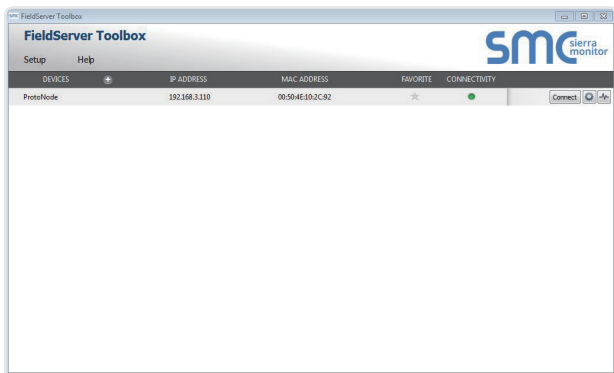 smc FieldServer Toolbox
FieldServer Toolbox
smc sierra monitor
Setup Help
DEVICES IP ADDRESS MAC ADDRESS FAVORITE CONNECTIVITY
ProtoNode 192.168.3.110 00:50:4E:10:2C:92 Connect